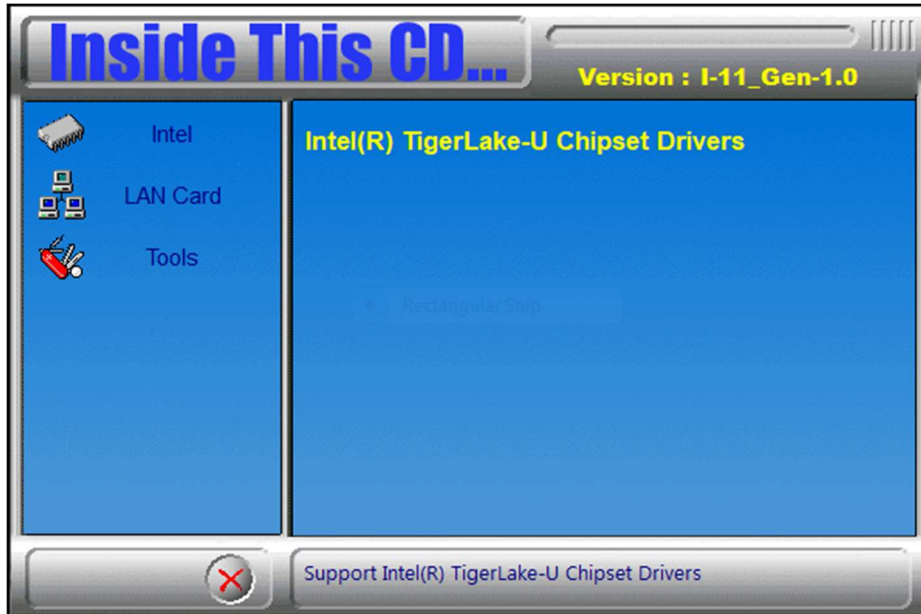 Inside This CD...
Version : I-11_Gen-1.0
Intel
LAN Card
Tools
Intel(R) TigerLake-U Chipset Drivers
Rectangular Snip
Support Intel(R) TigerLake-U Chipset Drivers